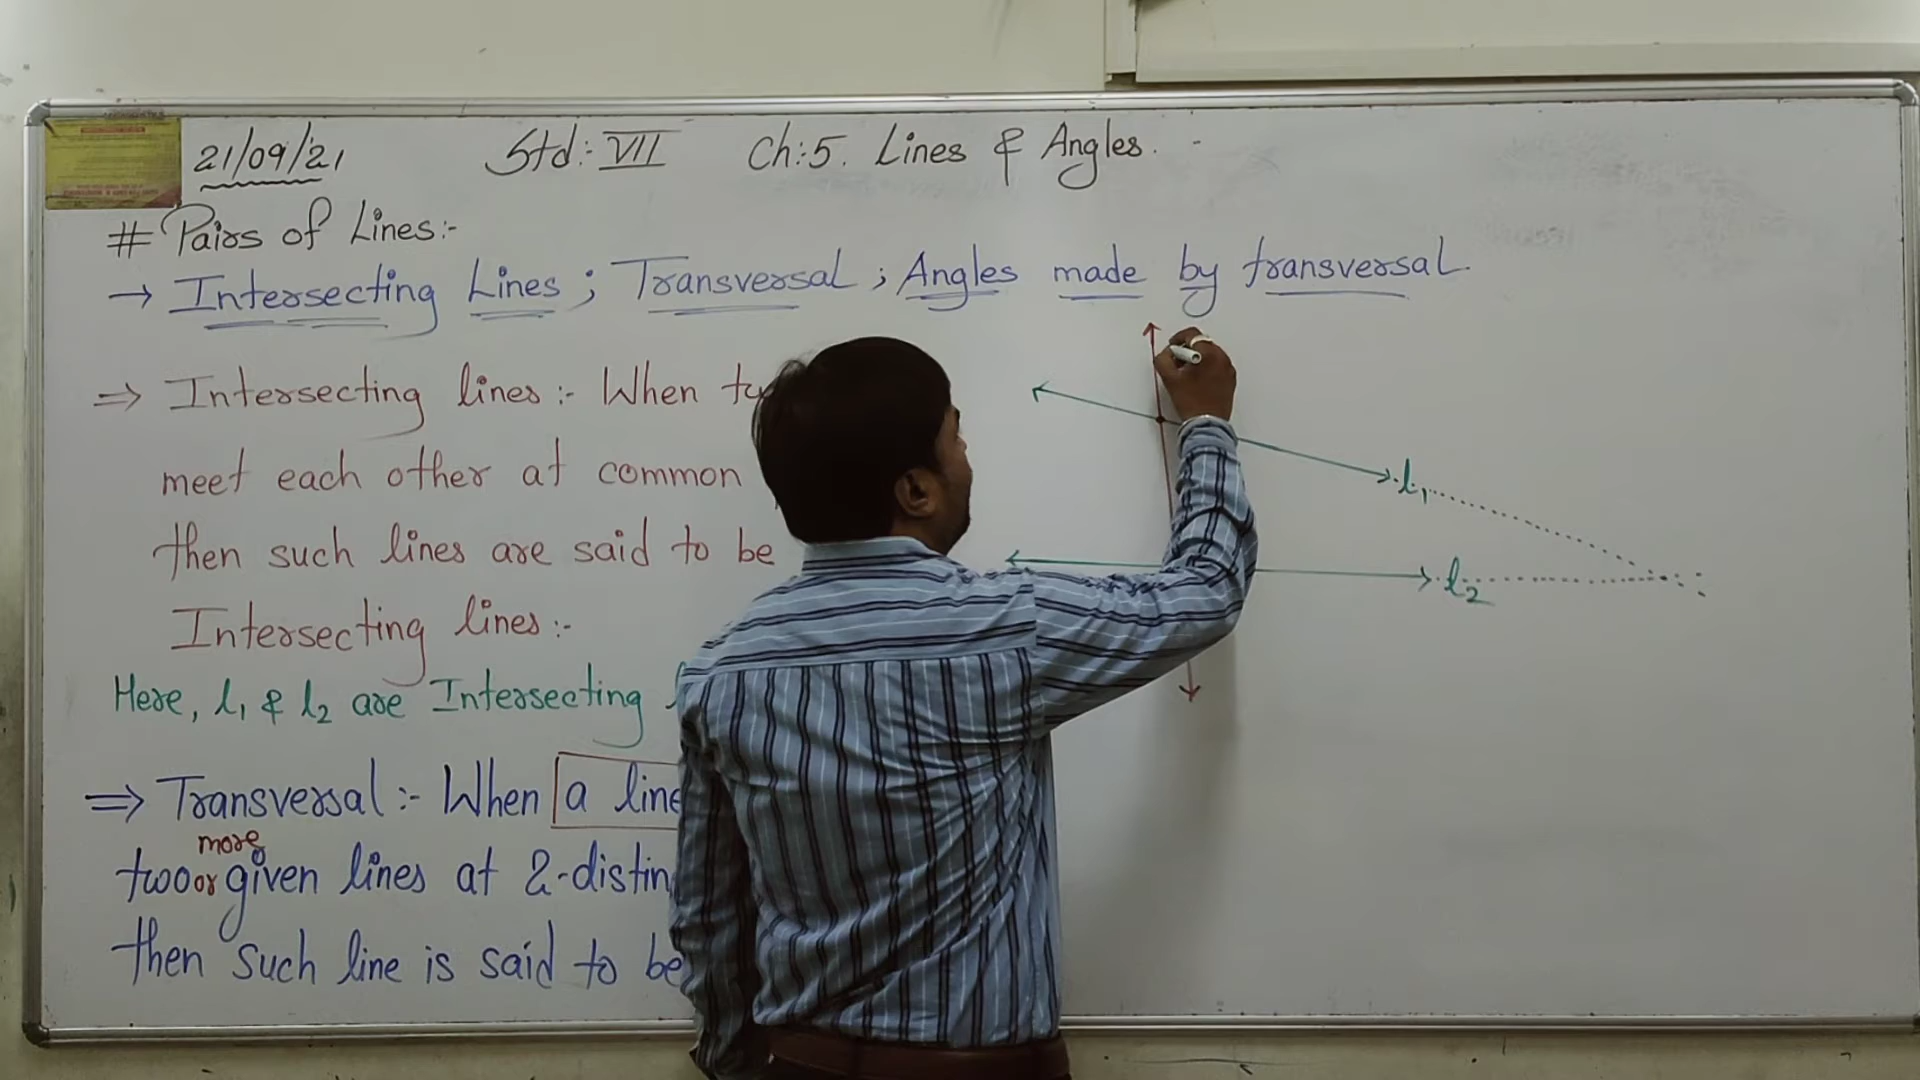 21/09/21 Std:- VII Ch:5. Lines & Angles.
# Pairs of Lines:-
→ Intersecting Lines ; Transversal ; Angles made by transversal.
⇒ Intersecting lines :- When
meet each other at common
then such lines are said to be
Intersecting lines :-
Here, l1 & l2 are Intersecting
⇒ Transversal :- When a line
more
two or given lines at 2-
then such line is said to be
l1
l2